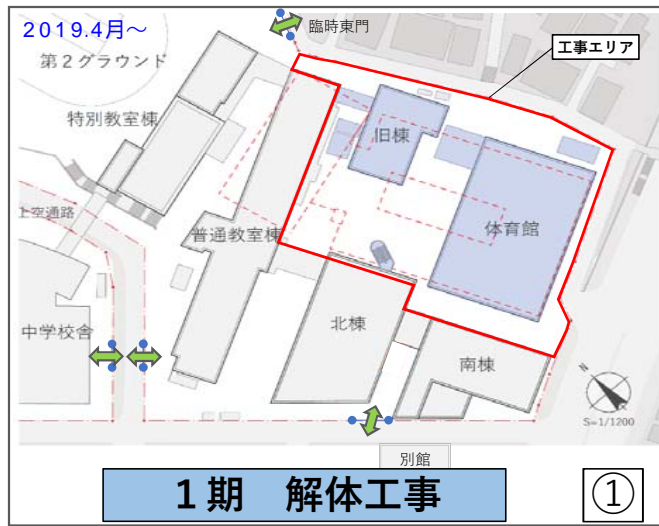 2019.4月～
臨時東門
第２グラウンド
工事エリア
特別教室棟
旧棟
上空通路
普通教室棟
体育館
中学校舎
北棟
南棟
N
S=1/1200
別館
１期　解体工事
①